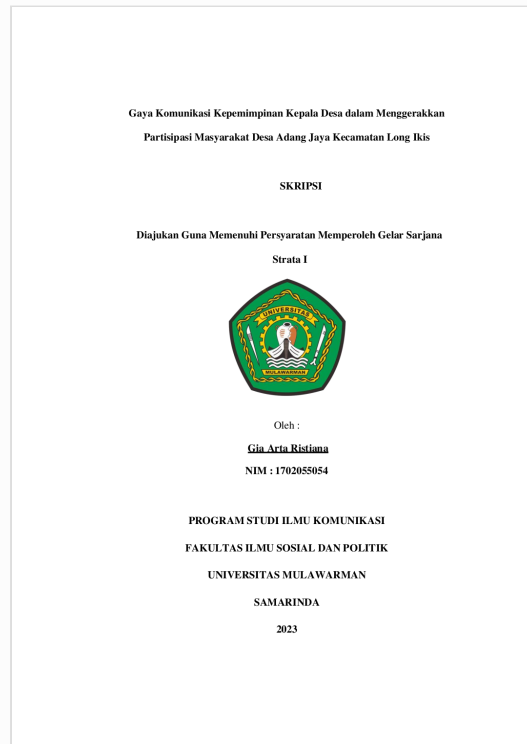 Gaya Komunikasi Kepemimpinan Kepala Desa dalam Menggerakkan
Partisipasi Masyarakat Desa Adang Jaya Kecamatan Long Ikis
SKRIPSI
Diajukan Guna Memenuhi Persyaratan Memperoleh Gelar Sarjana
Strata I
UNIVERSITAS
MULAWARMAN
Oleh :
Gia Arta Ristiana
NIM : 1702055054
PROGRAM STUDI ILMU KOMUNIKASI
FAKULTAS ILMU SOSIAL DAN POLITIK
UNIVERSITAS MULAWARMAN
SAMARINDA
2023